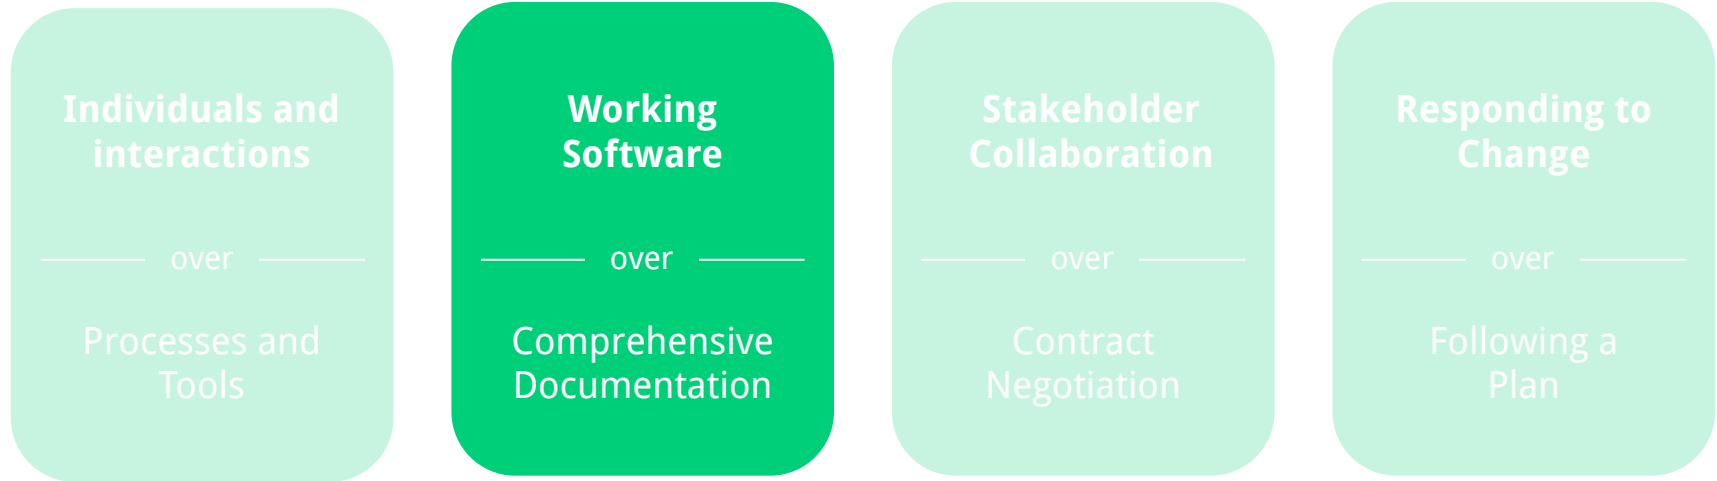 Individuals and
interactions
over
Processes and
Tools
Working
Software
over
Comprehensive
Documentation
Stakeholder
Collaboration
over
Contract
Negotiation
Responding to
Change
over
Following a
Plan